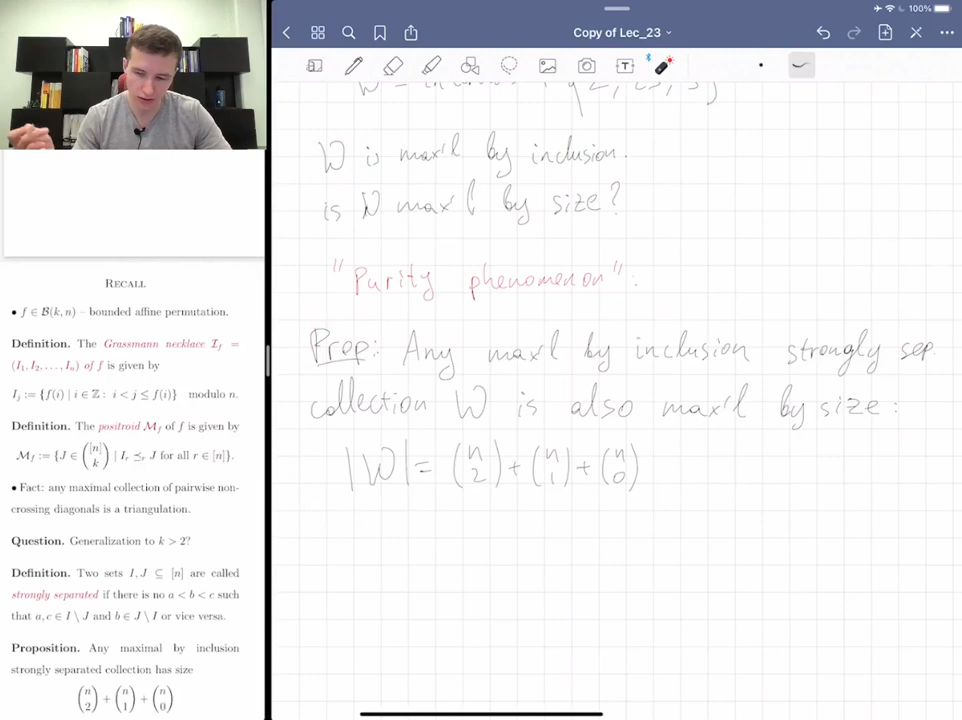 100%
Copy of Lec_23
W is max'l by inclusion.
is W max'l by size?
"Purity phenomenon":
Prop: Any max'l by inclusion strongly sep.
collection W is also max'l by size:
|W| = (n 2) + (n 1) + (n 0)
RECALL
• f ∈ B(k, n) – bounded affine permutation.
Definition. The Grassmann necklace I_f =
(I₁, I₂, . . . , Iₙ) of f is given by
I_j := {f(i) | i ∈ ℤ : i < j ≤ f(i)} modulo n.
Definition. The positroid M_f of f is given by
M_f := {J ∈ ([n] k) | I_r ⪯_r J for all r ∈ [n]}.
• Fact: any maximal collection of pairwise non-
crossing diagonals is a triangulation.
Question. Generalization to k > 2?
Definition. Two sets I, J ⊆ [n] are called
strongly separated if there is no a < b < c such
that a, c ∈ I \ J and b ∈ J \ I or vice versa.
Proposition. Any maximal by inclusion
strongly separated collection has size
(n 2) + (n 1) + (n 0)